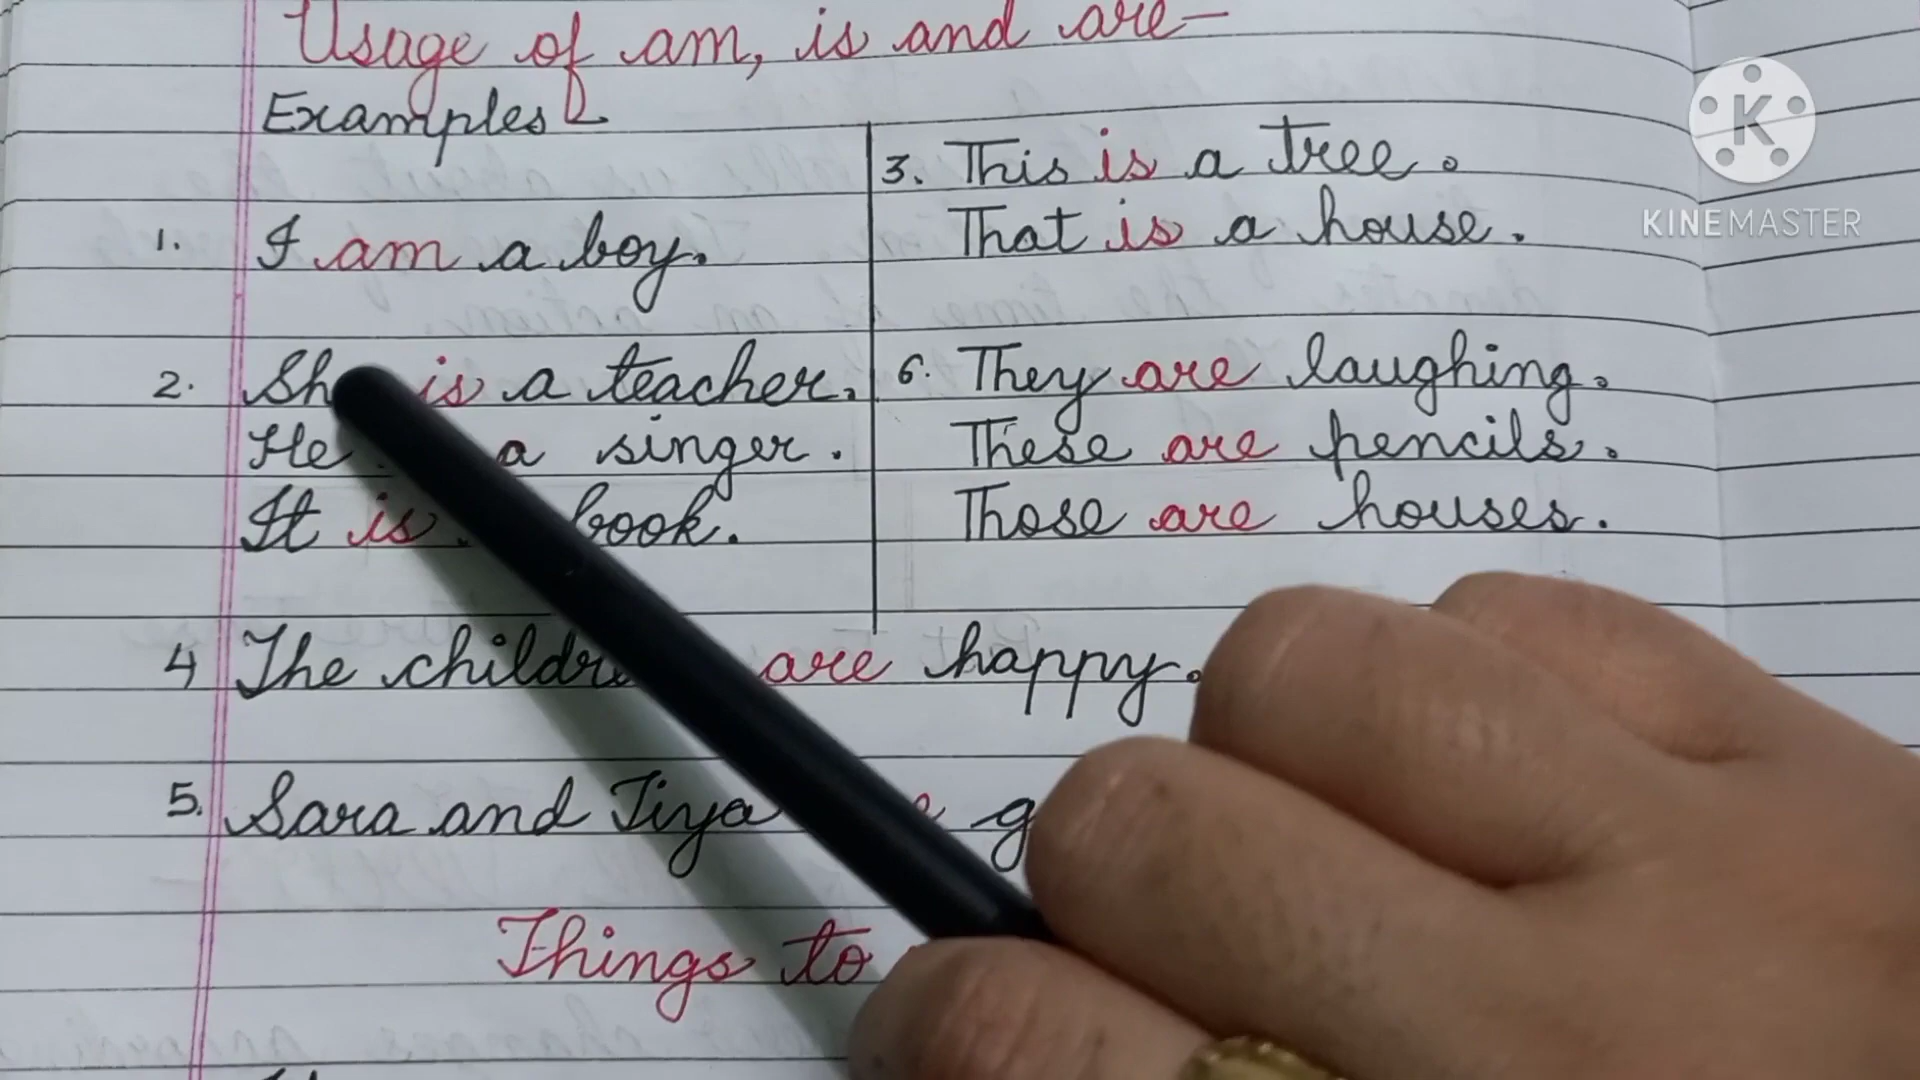 Usage of am, is and are-
Examples
1. I am a boy.
2. is a teacher.
He a singer.
It is book.
3. This is a tree.
That is a house.
6. They are laughing.
These are pencils.
Those are houses.
4 The are happy.
5. Sara and Tiya
Things to
KINEMASTER